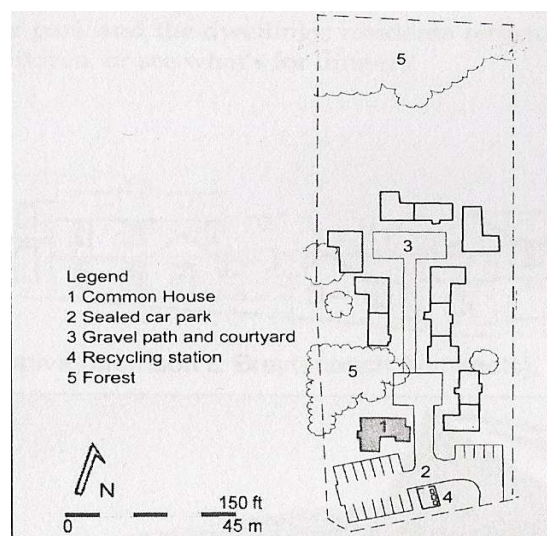 5
3
Legend
1 Common House
2 Sealed car park
3 Gravel path and courtyard
4 Recycling station
5 Forest
5
1
2
4
N
150 ft
0
45 m